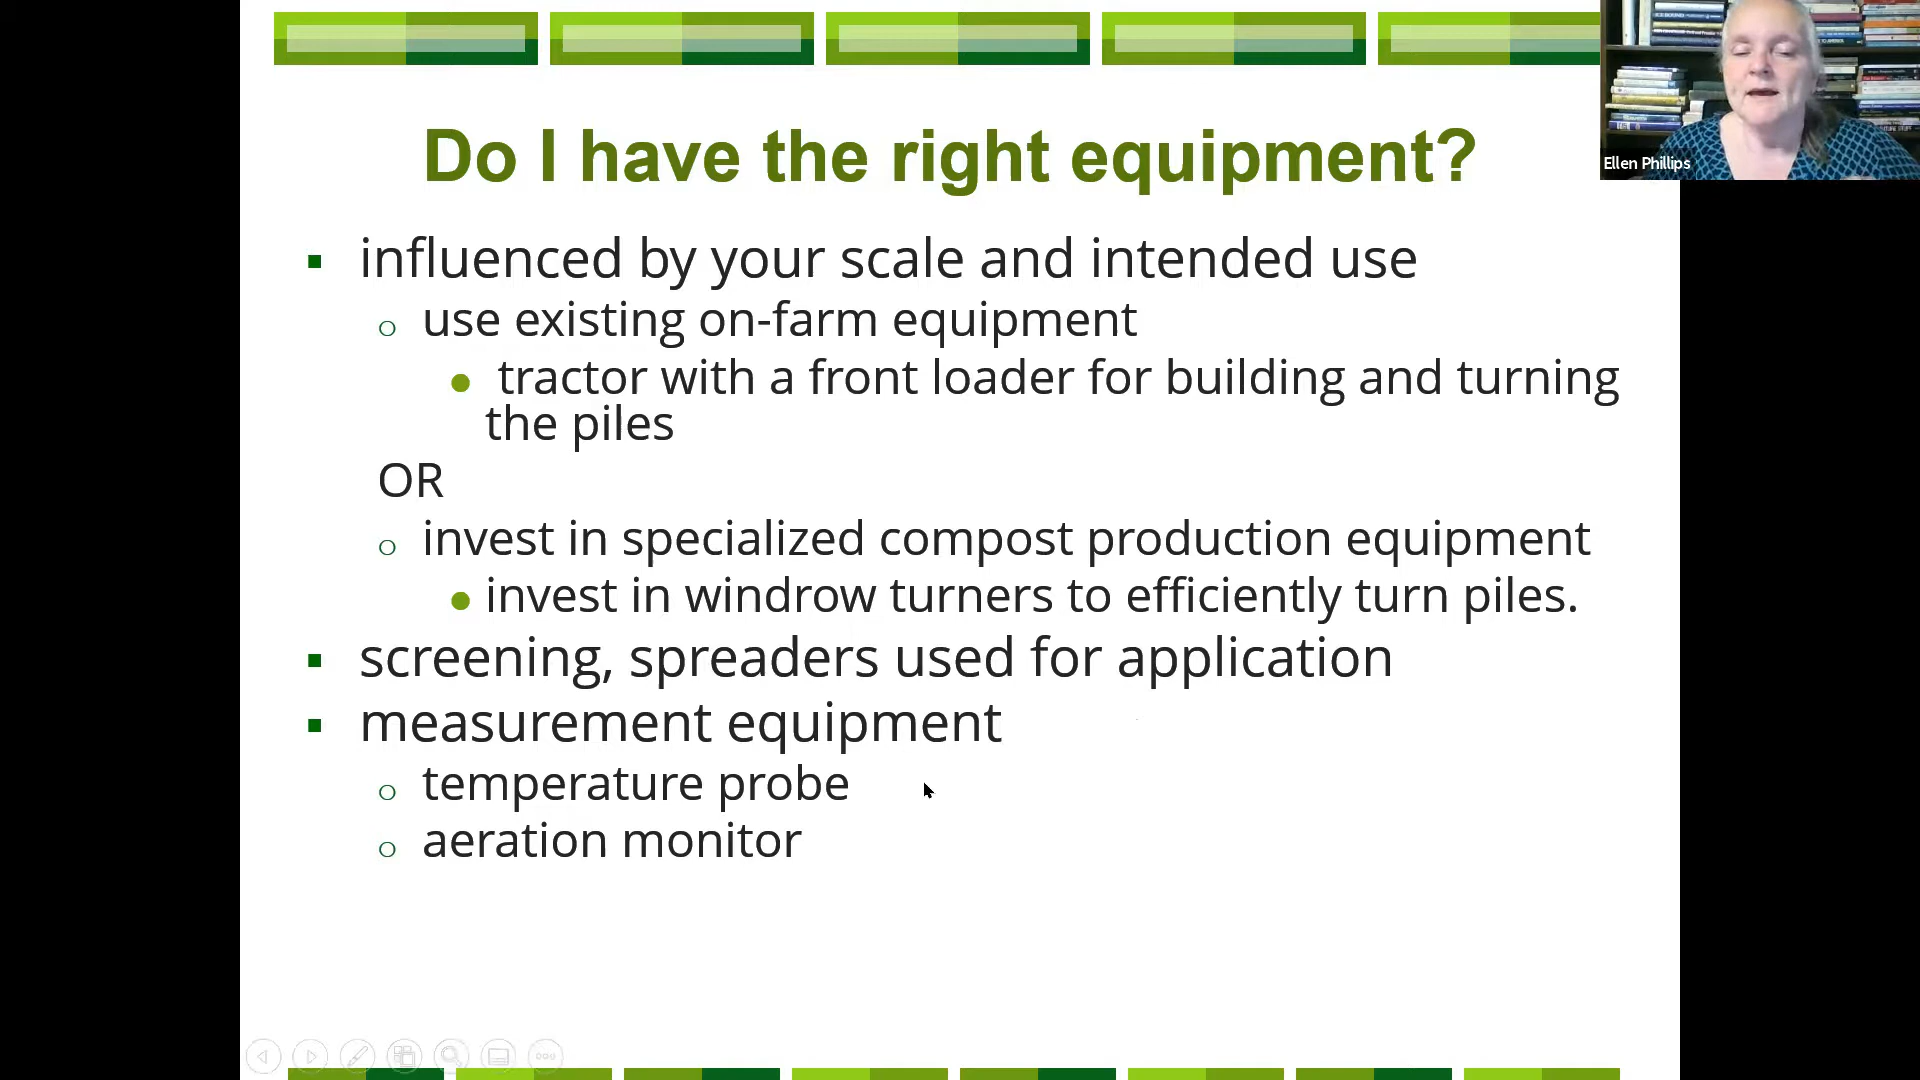 Do I have the right equipment?
Ellen Phillips
influenced by your scale and intended use
use existing on-farm equipment
tractor with a front loader for building and turning
the piles
OR
invest in specialized compost production equipment
invest in windrow turners to efficiently turn piles.
screening, spreaders used for application
measurement equipment
temperature probe
aeration monitor